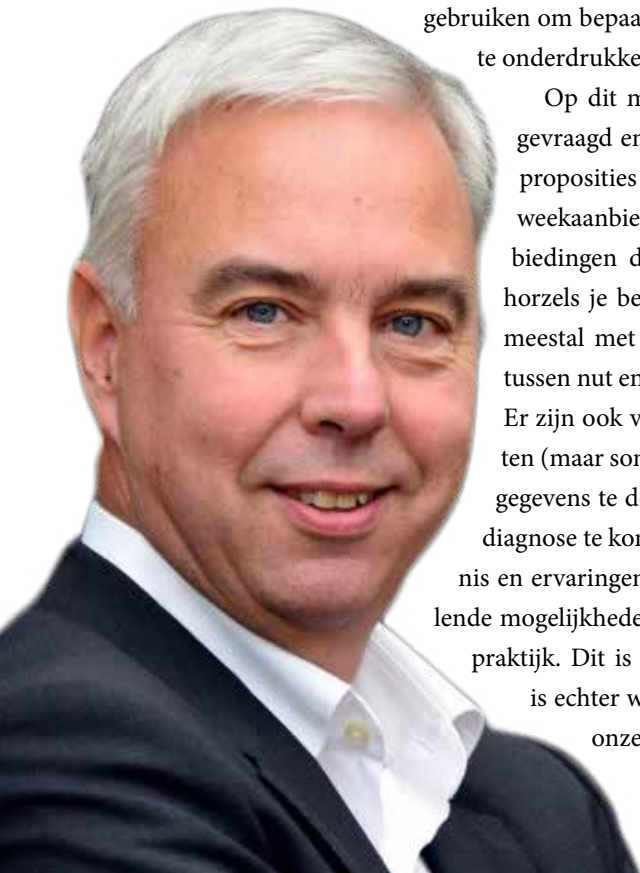 gebruiken om bepaa
te onderdrukke
Op dit m
gevraagd en
proposities
weekaanbie
biedingen d
horzels je be
meestal met
tussen nut en
Er zijn ook v
ten (maar son
gegevens te d
diagnose te kon
nis en ervaringen
lende mogelijkhede
praktijk. Dit is
is echter w
onze